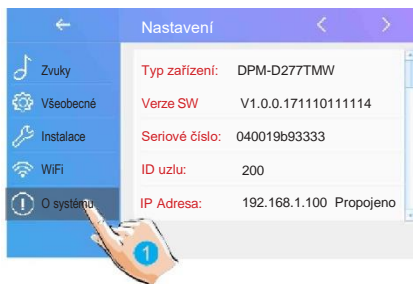 Nastavení
Zvuky
Typ zařízení: DPM-D277TMW
Všeobecné
Verze SW V1.0.0.171110111114
Instalace
Seriové číslo: 040019b93333
WiFi
ID uzlu: 200
O systému
IP Adresa: 192.168.1.100 Propojeno
1